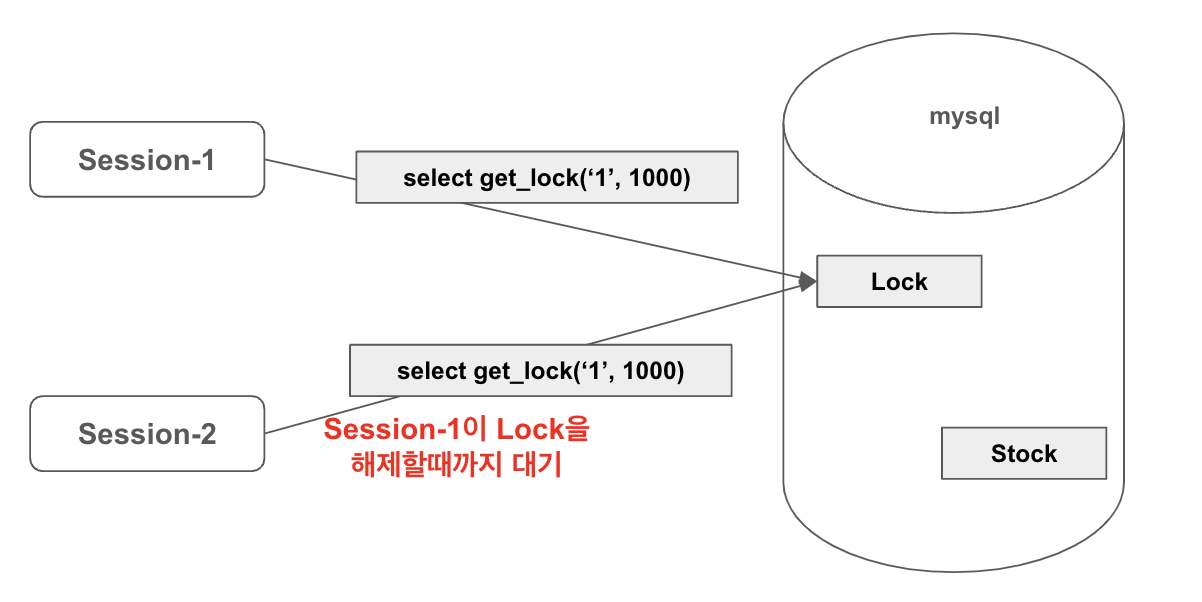 mysql
Session-1
select get_lock(‘1’, 1000)
Lock
select get_lock(‘1’, 1000)
Session-2
Session-1이 Lock을
해제할때까지 대기
Stock